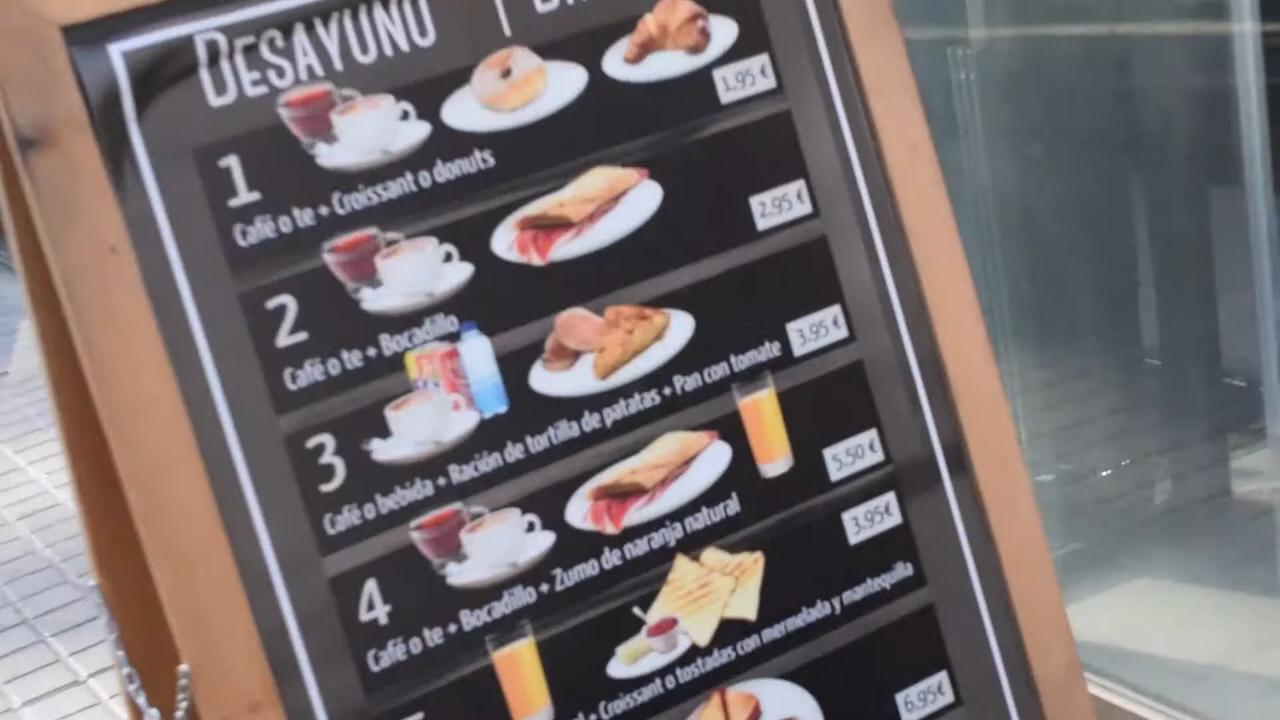 DESAYUNO |
1.95 €
1
Café o te + Croissant o donuts
2.95 €
2
Café o te + Bocadillo
3.95 €
3
Café o bebida + Ración de tortilla de patatas + Pan con tomate
5.50 €
4
Café o te + Bocadillo + Zumo de naranja natural
3.95€
+ Croissant o tostadas con mermelada y mantequilla
6.95€